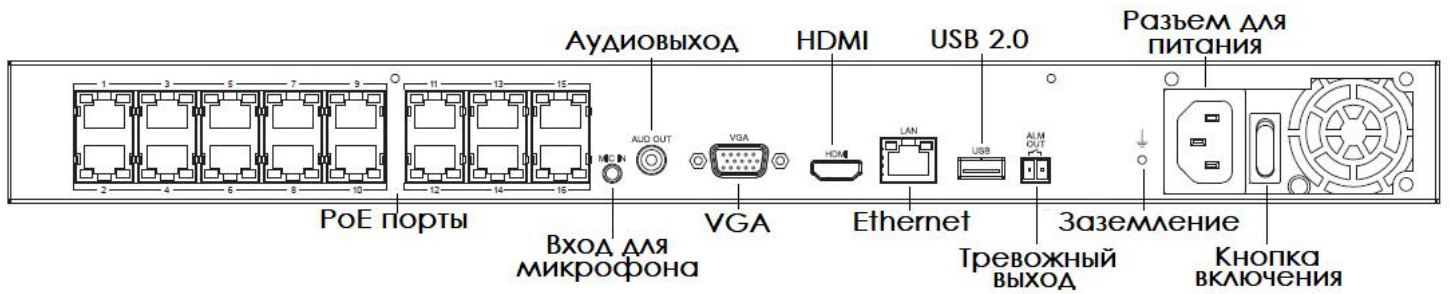 Аудиовыход
HDMI
USB 2.0
Разъем для
питания
1 3 5 7 9 11 13 15
AUD OUT
MIC IN
VGA
HDMI
LAN
USB
ALM
OUT
2 4 6 8 10 12 14 16
PoE порты
Вход для
микрофона
VGA
Ethernet
Тревожный
выход
Заземление
Кнопка
включения